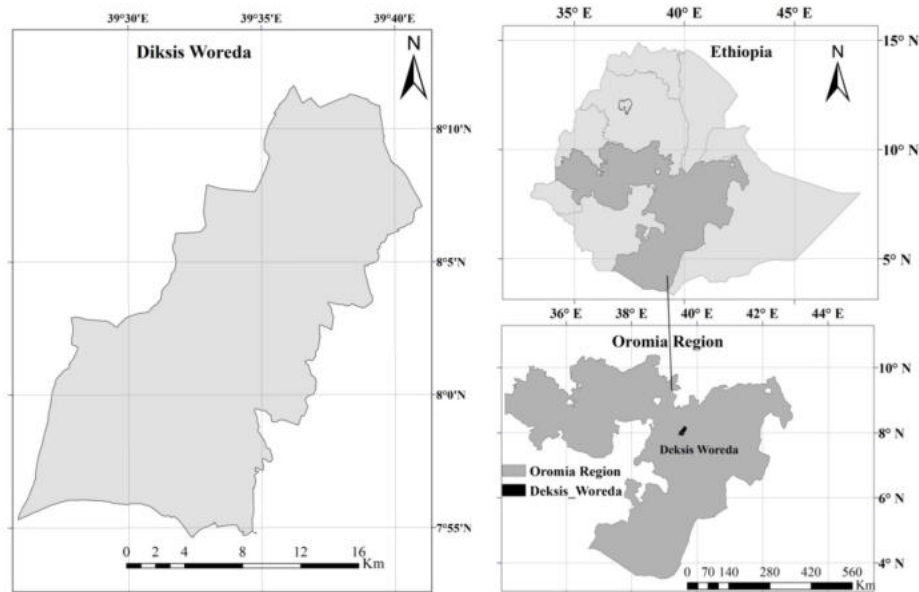 39°30'E 39°35'E 39°40'E
Diksis Woreda
N
8°10'N
8°5'N
8°0'N
7°55'N
0 2 4 8 12 16
Km
35° E 40° E 45° E
Ethiopia
N
15° N
10° N
5° N
36° E 38° E 40° E 42° E 44° E
Oromia Region
10° N
8° N
Deksis Woreda
Oromia Region
Deksis_Woreda
6° N
4° N
0 70 140 280 420 560
Km